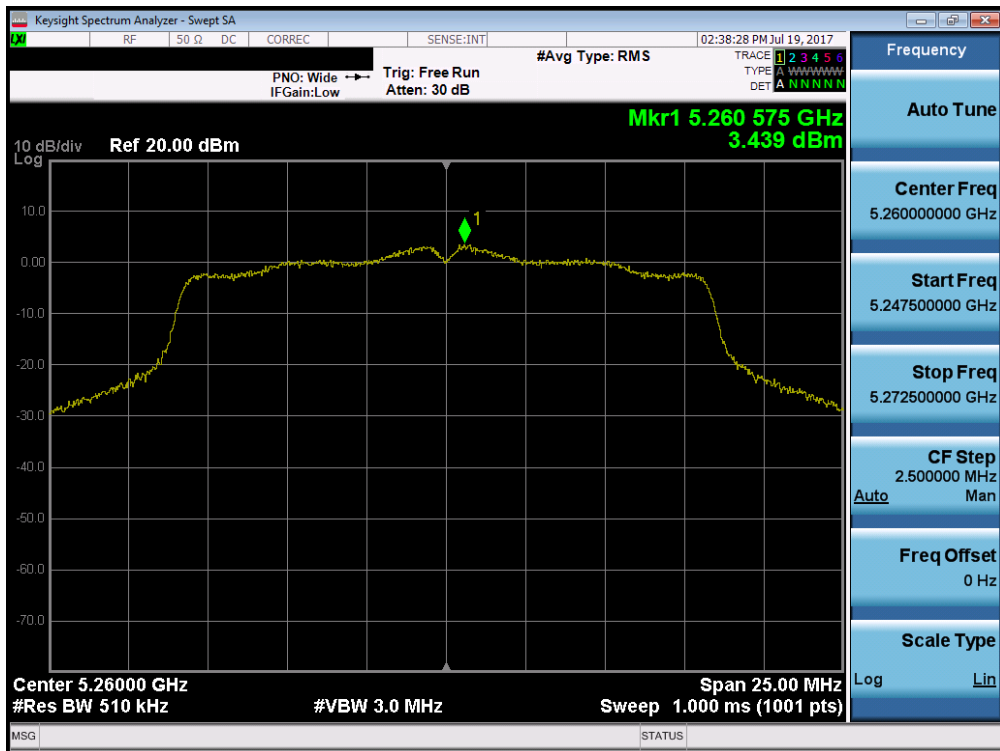 Keysight Spectrum Analyzer - Swept SA
LXI RF 50 Ω DC CORREC SENSE:INT 02:38:28 PM Jul 19, 2017
#Avg Type: RMS
TRACE 1 2 3 4 5 6
PNO: Wide Trig: Free Run
TYPE A WWWWW
IFGain:Low Atten: 30 dB
DET A N N N N N
Mkr1 5.260 575 GHz
3.439 dBm
10 dB/div Ref 20.00 dBm
Log
1
10.0
0.00
-10.0
-20.0
-30.0
-40.0
-50.0
-60.0
-70.0
Center 5.26000 GHz Span 25.00 MHz
#Res BW 510 kHz #VBW 3.0 MHz Sweep 1.000 ms (1001 pts)
MSG STATUS
Frequency
Auto Tune
Center Freq
5.260000000 GHz
Start Freq
5.247500000 GHz
Stop Freq
5.272500000 GHz
CF Step
2.500000 MHz
Auto Man
Freq Offset
0 Hz
Scale Type
Log Lin